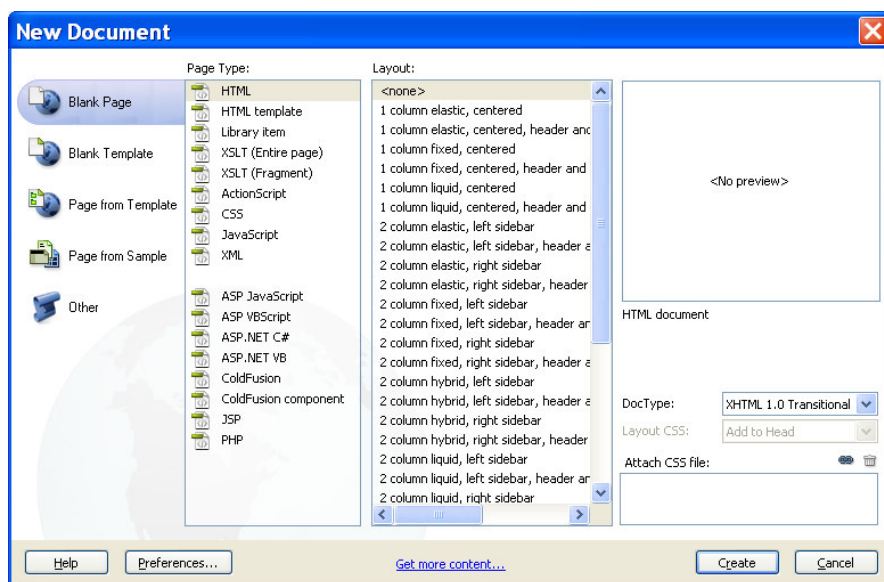 New Document
Blank Page
Blank Template
Page from Template
Page from Sample
Other
Page Type:
HTML
HTML template
Library item
XSLT (Entire page)
XSLT (Fragment)
ActionScript
CSS
JavaScript
XML
ASP JavaScript
ASP VBScript
ASP.NET C#
ASP.NET VB
ColdFusion
ColdFusion component
JSP
PHP
Layout:
<none>
1 column elastic, centered
1 column elastic, centered, header and
1 column fixed, centered
1 column fixed, centered, header and
1 column liquid, centered
1 column liquid, centered, header and
2 column elastic, left sidebar
2 column elastic, left sidebar, header a
2 column elastic, right sidebar
2 column elastic, right sidebar, header
2 column fixed, left sidebar
2 column fixed, left sidebar, header an
2 column fixed, right sidebar
2 column fixed, right sidebar, header a
2 column hybrid, left sidebar
2 column hybrid, left sidebar, header a
2 column hybrid, right sidebar
2 column hybrid, right sidebar, header
2 column liquid, left sidebar
2 column liquid, left sidebar, header an
2 column liquid, right sidebar
<No preview>
HTML document
DocType: XHTML 1.0 Transitional
Layout CSS: Add to Head
Attach CSS file:
Help Preferences... Get more content... Create Cancel